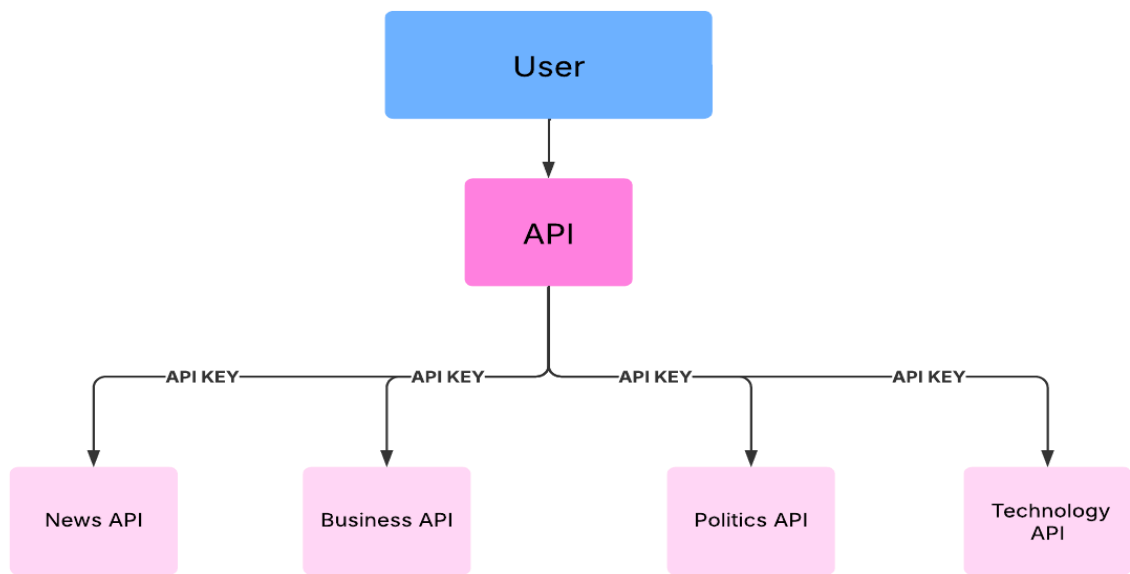 User
API
API KEY
API KEY
API KEY
API KEY
News API
Business API
Politics API
Technology
API